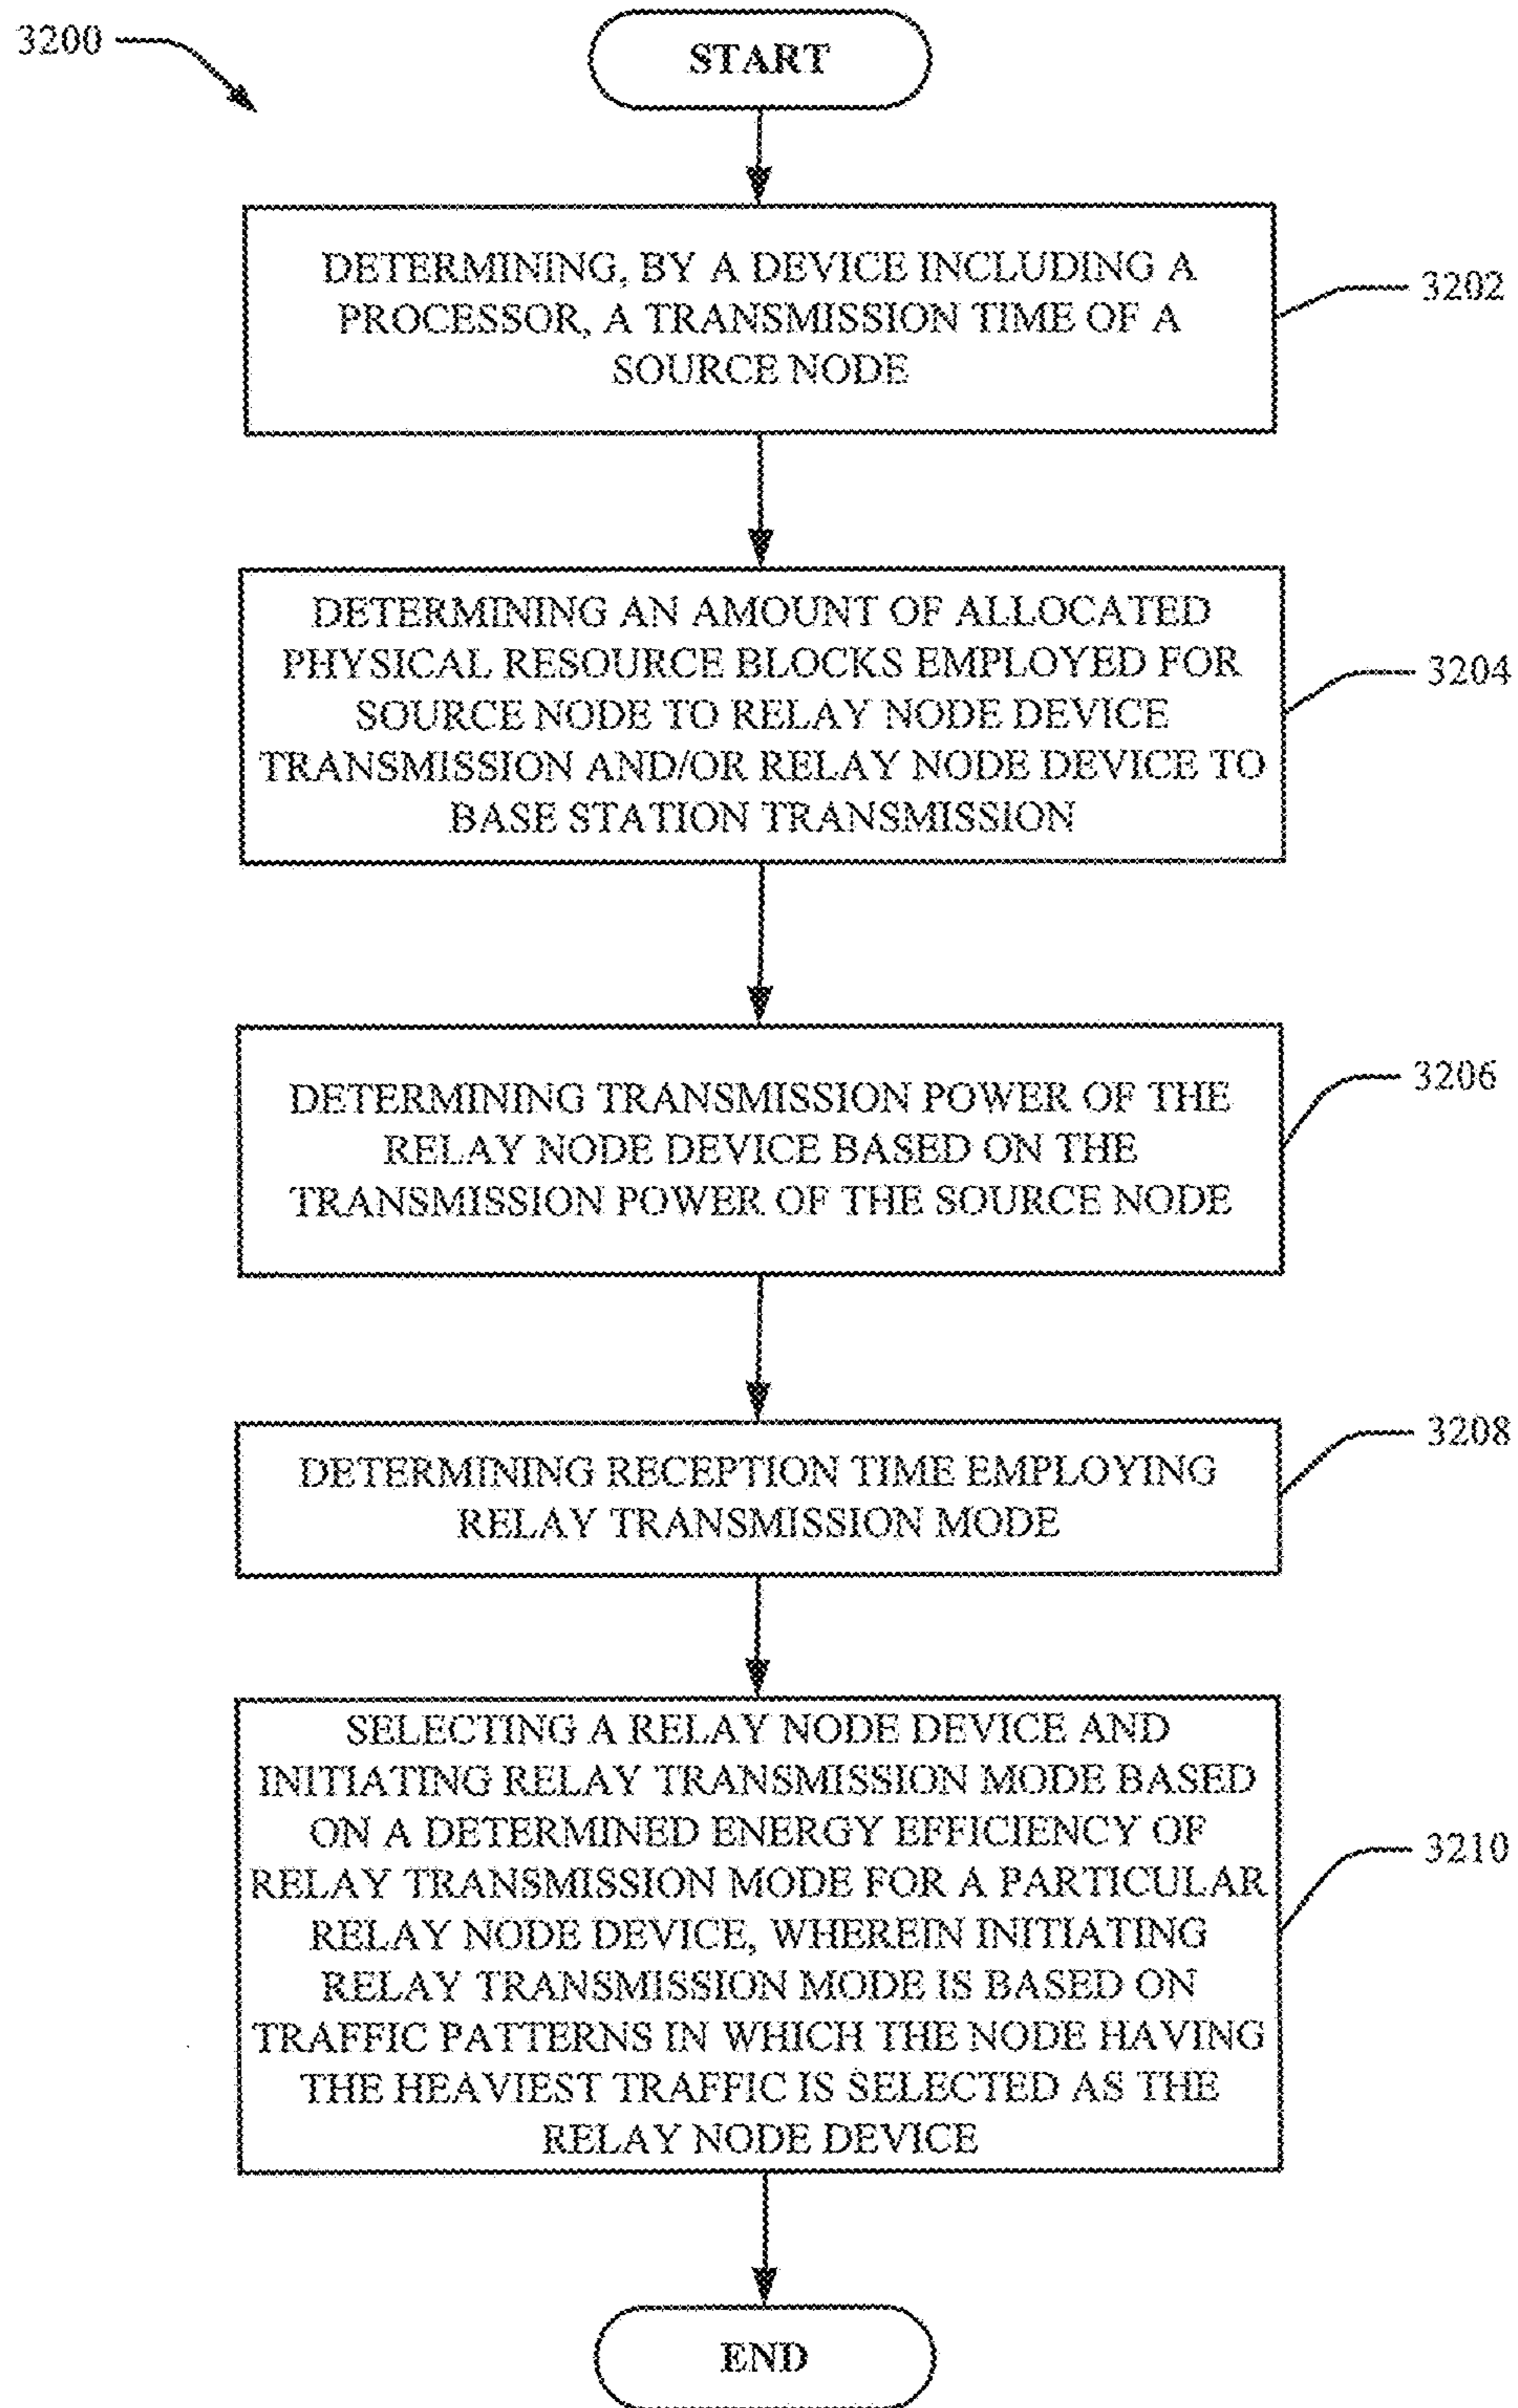 3200
START
DETERMINING, BY A DEVICE INCLUDING A
PROCESSOR, A TRANSMISSION TIME OF A
SOURCE NODE
3202
DETERMINING AN AMOUNT OF ALLOCATED
PHYSICAL RESOURCE BLOCKS EMPLOYED FOR
SOURCE NODE TO RELAY NODE DEVICE
TRANSMISSION AND/OR RELAY NODE DEVICE TO
BASE STATION TRANSMISSION
3204
DETERMINING TRANSMISSION POWER OF THE
RELAY NODE DEVICE BASED ON THE
TRANSMISSION POWER OF THE SOURCE NODE
3206
DETERMINING RECEPTION TIME EMPLOYING
RELAY TRANSMISSION MODE
3208
SELECTING A RELAY NODE DEVICE AND
INITIATING RELAY TRANSMISSION MODE BASED
ON A DETERMINED ENERGY EFFICIENCY OF
RELAY TRANSMISSION MODE FOR A PARTICULAR
RELAY NODE DEVICE, WHEREIN INITIATING
RELAY TRANSMISSION MODE IS BASED ON
TRAFFIC PATTERNS IN WHICH THE NODE HAVING
THE HEAVIEST TRAFFIC IS SELECTED AS THE
RELAY NODE DEVICE
3210
END